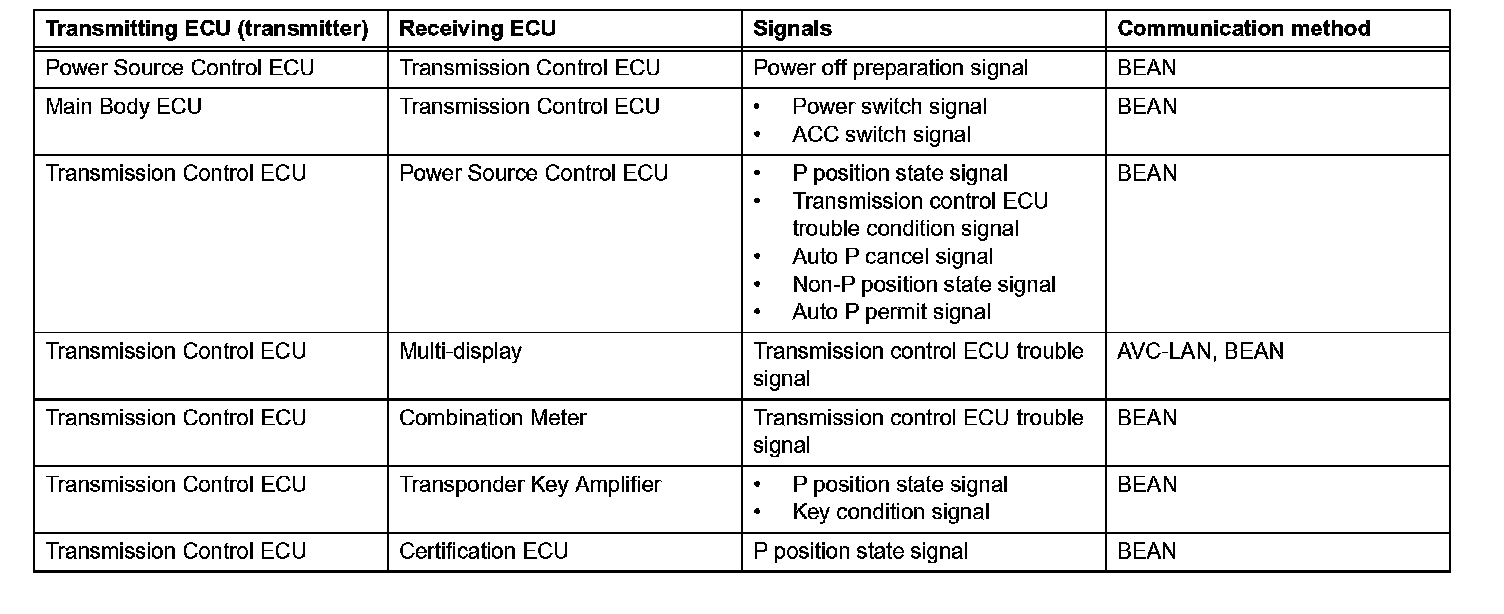 Transmitting ECU (transmitter) Receiving ECU Signals Communication method
Power Source Control ECU Transmission Control ECU Power off preparation signal BEAN
Main Body ECU Transmission Control ECU • Power switch signal BEAN
• ACC switch signal
Transmission Control ECU Power Source Control ECU • P position state signal BEAN
• Transmission control ECU
trouble condition signal
• Auto P cancel signal
• Non-P position state signal
• Auto P permit signal
Transmission Control ECU Multi-display Transmission control ECU trouble AVC-LAN, BEAN
signal
Transmission Control ECU Combination Meter Transmission control ECU trouble BEAN
signal
Transmission Control ECU Transponder Key Amplifier • P position state signal BEAN
• Key condition signal
Transmission Control ECU Certification ECU P position state signal BEAN